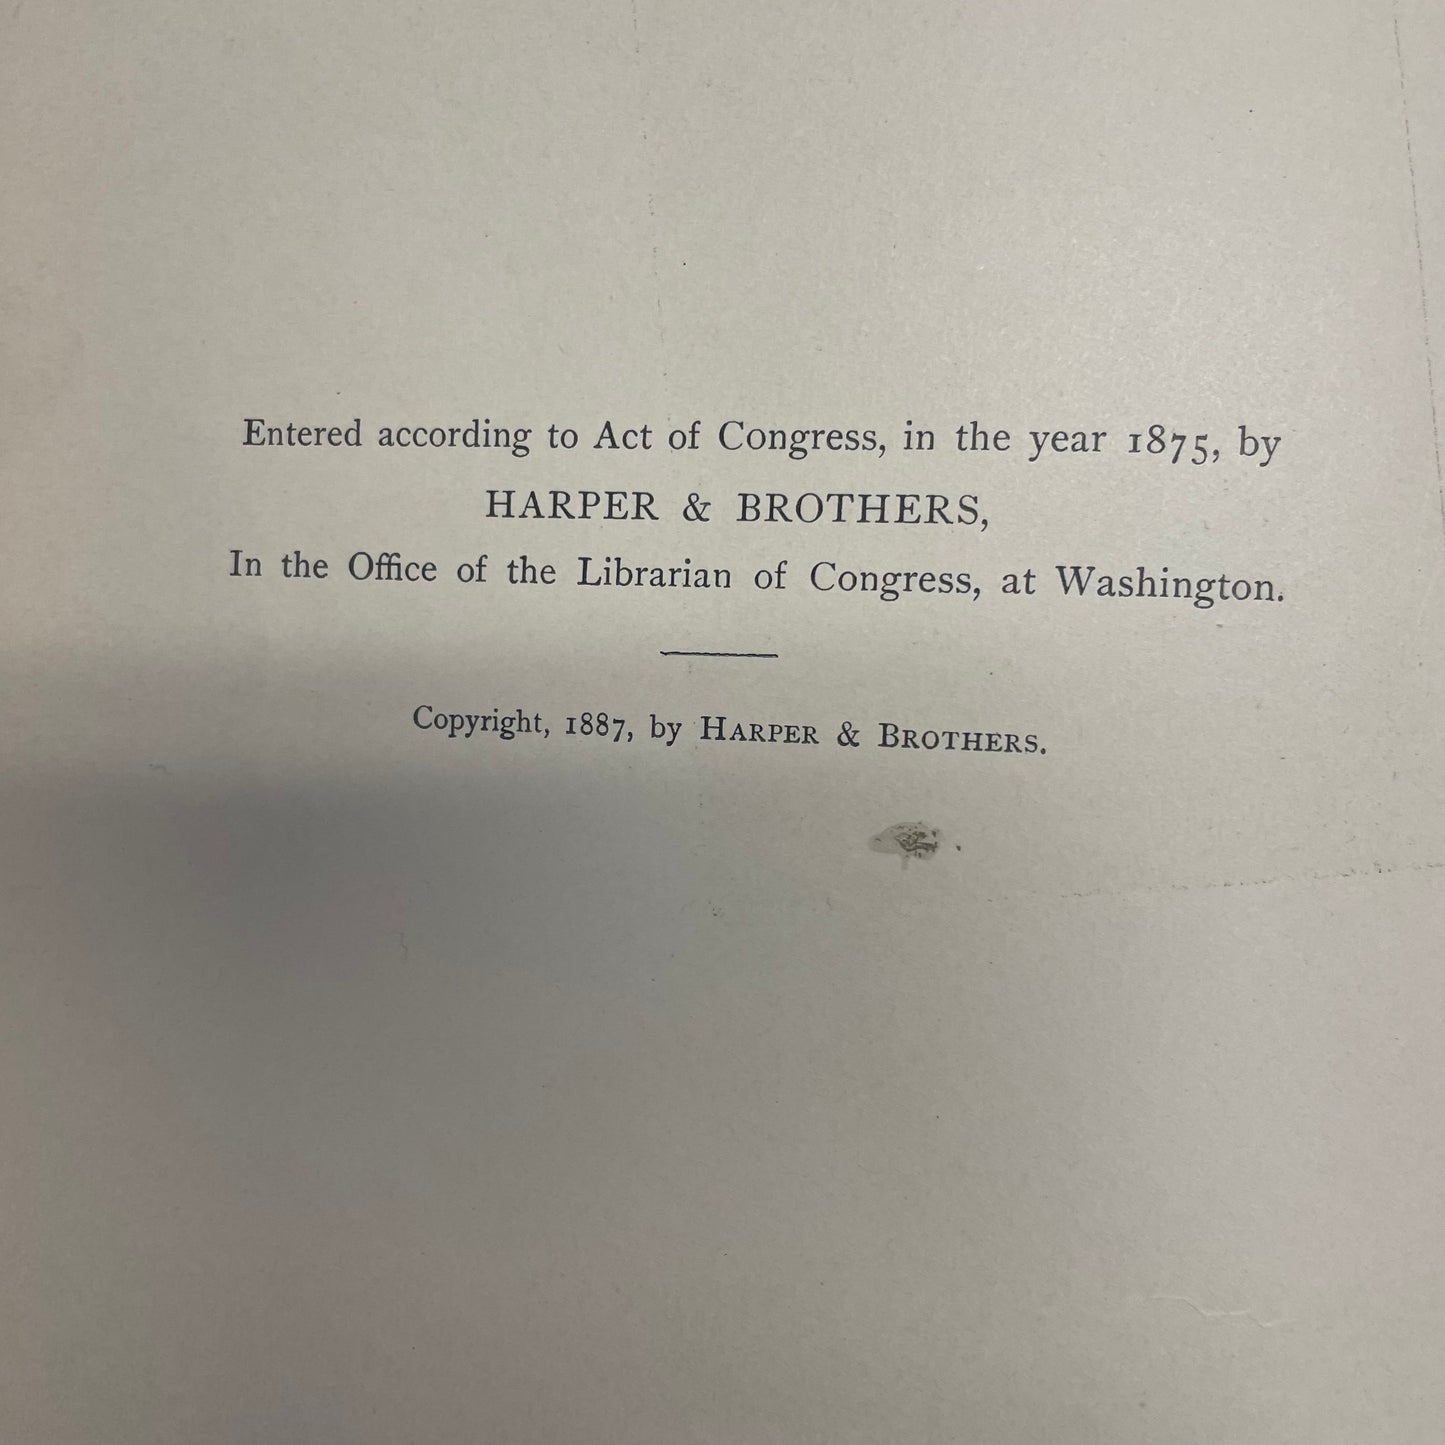 Entered according to Act of Congress, in the year 1875, by
HARPER & BROTHERS,
In the Office of the Librarian of Congress, at Washington.
Copyright, 1887, by HARPER & BROTHERS.